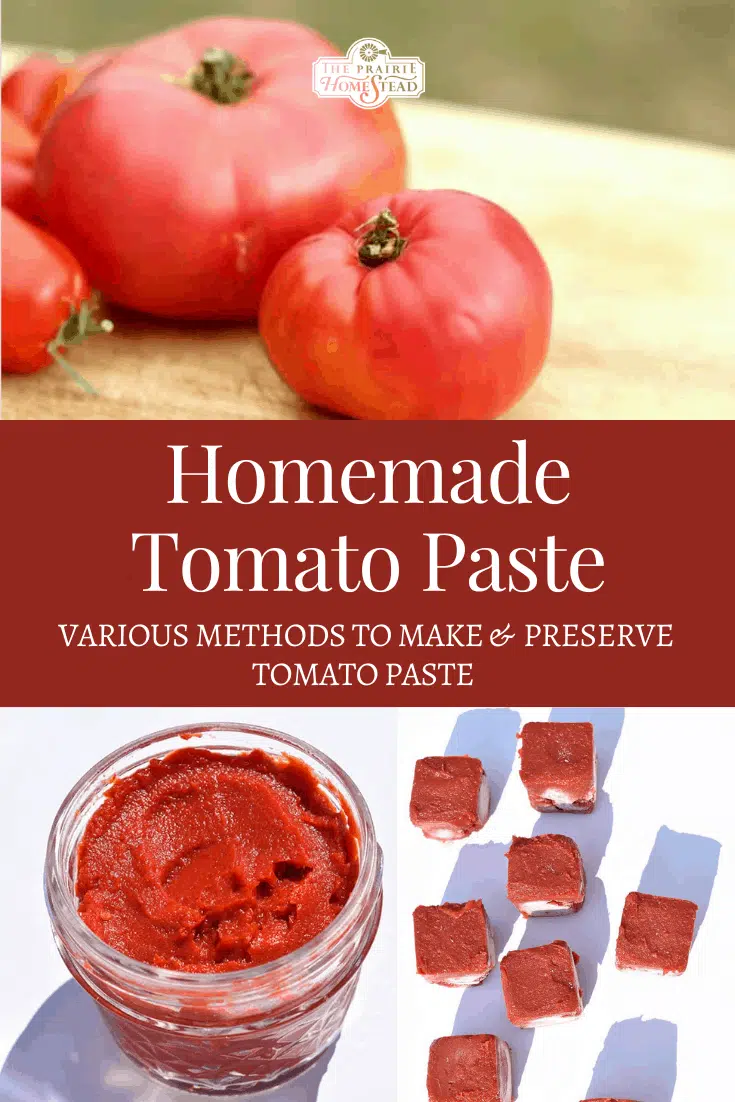 THE PRAIRIE
HOMESTEAD
Homemade
Tomato Paste
VARIOUS METHODS TO MAKE & PRESERVE
TOMATO PASTE